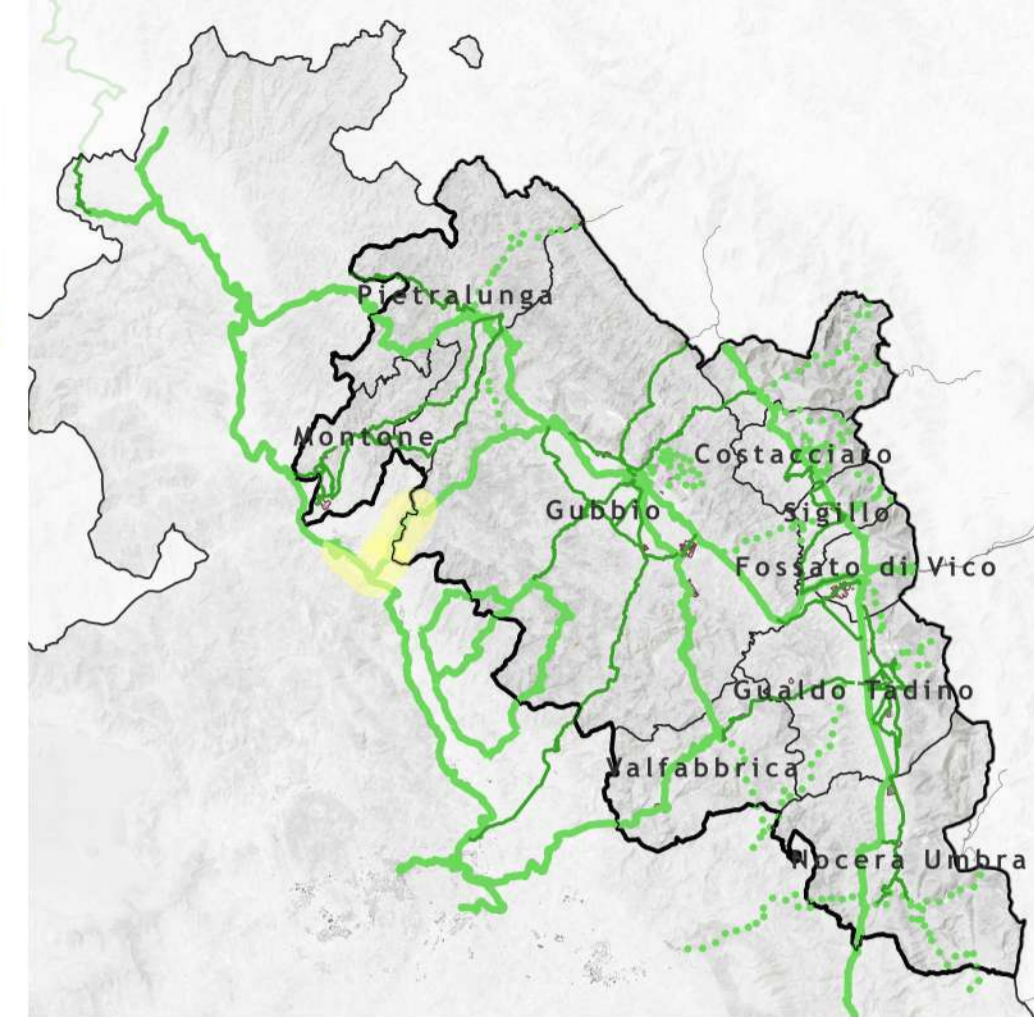 Pietralunga
Montone
Costacciaro
Gubbio
Sigillo
Fossato di Vico
Gualdo Tadino
Valfabbrica
Nocera Umbra